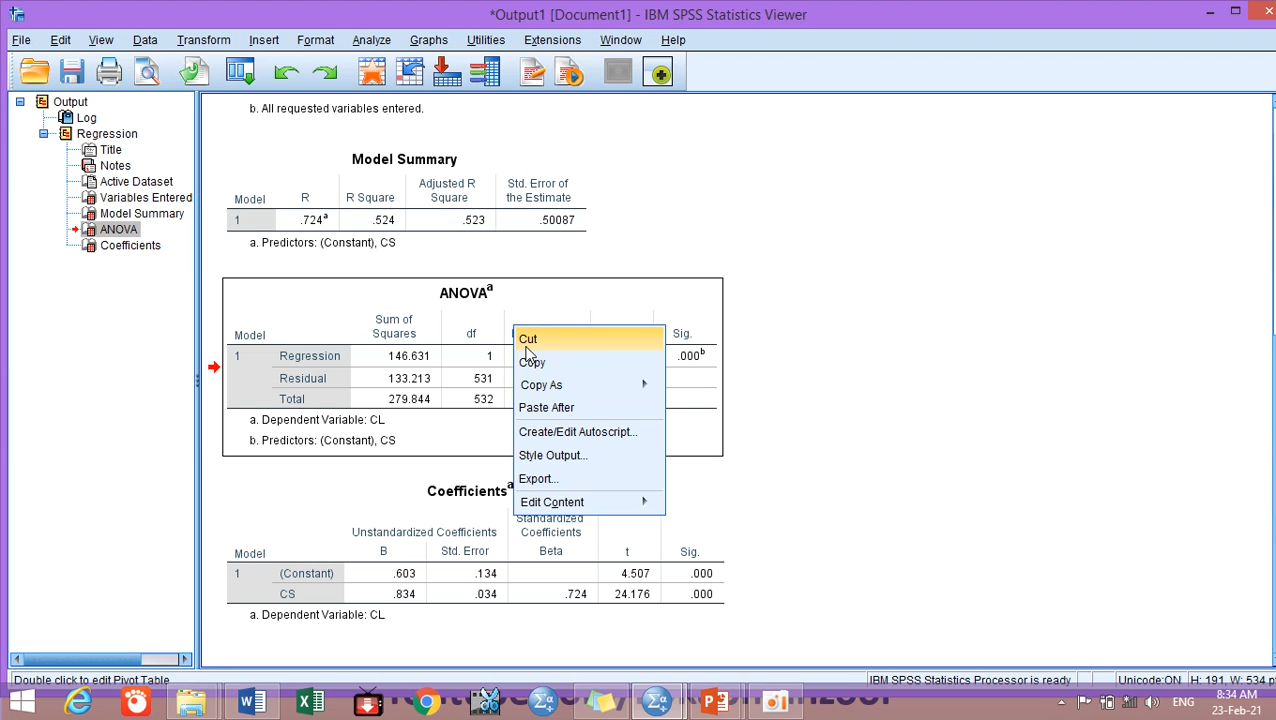 *Output1 [Document1] - IBM SPSS Statistics Viewer
File Edit View Data Transform Insert Format Analyze Graphs Utilities Extensions Window Help
Output
Log
Regression
Title
Notes
Active Dataset
Variables Entered
Model Summary
ANOVA
Coefficients
b. All requested variables entered.
Model Summary
Model R R Square Adjusted R Square Std. Error of the Estimate
1 .724a .524 .523 .50087
a. Predictors: (Constant), CS
ANOVAa
Model Sum of Squares df Sig.
1 Regression 146.631 1 .000b
Residual 133.213 531
Total 279.844 532
a. Dependent Variable: CL
b. Predictors: (Constant), CS
Cut
Copy
Copy As
Paste After
Create/Edit Autoscript...
Style Output...
Export...
Edit Content
Coefficientsa
Unstandardized Coefficients Standardized Coefficients
Model B Std. Error Beta t Sig.
1 (Constant) .603 .134 4.507 .000
CS .834 .034 .724 24.176 .000
a. Dependent Variable: CL
Double click to edit Pivot Table
IBM SPSS Statistics Processor is ready
Unicode:ON H: 191, W: 534 p
8:34 AM
23-Feb-21